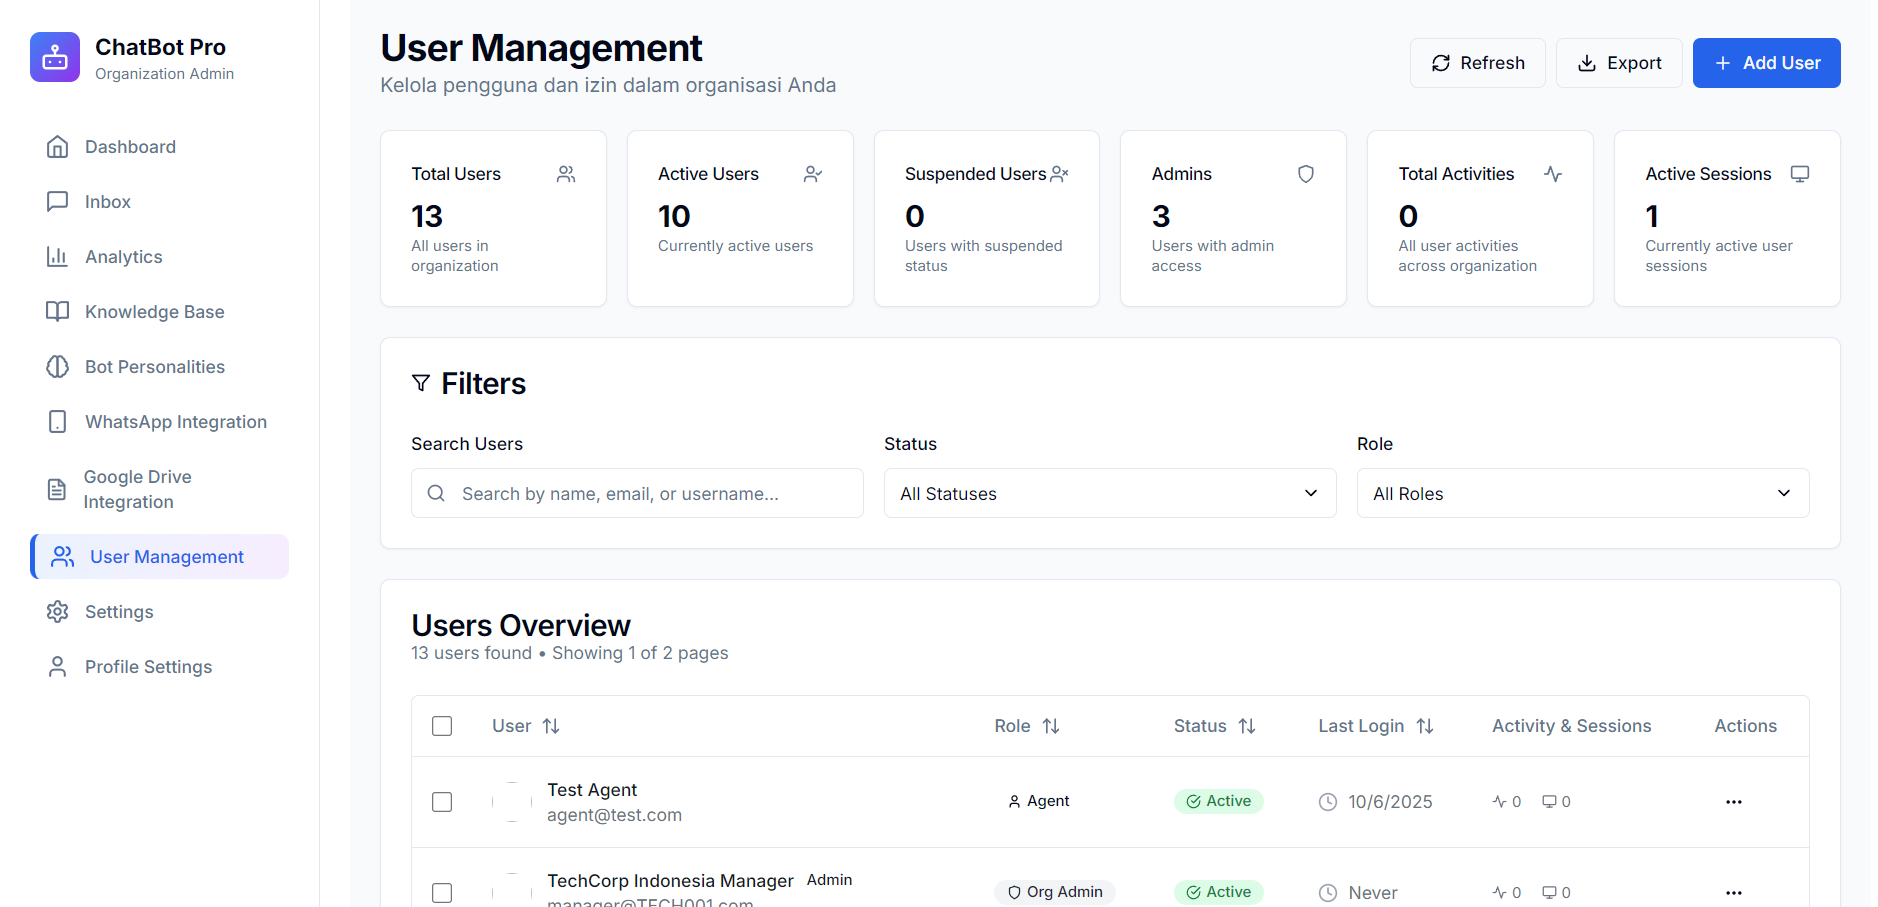 ChatBot Pro
Organization Admin
Dashboard
Inbox
Analytics
Knowledge Base
Bot Personalities
WhatsApp Integration
Google Drive
Integration
User Management
Settings
Profile Settings
User Management
Kelola pengguna dan izin dalam organisasi Anda
Refresh
Export
Add User
Total Users
13
All users in
organization
Active Users
10
Currently active users
Suspended Users
0
Users with suspended
status
Admins
3
Users with admin
access
Total Activities
0
All user activities
across organization
Active Sessions
1
Currently active user
sessions
Filters
Search Users
Search by name, email, or username...
Status
All Statuses
Role
All Roles
Users Overview
13 users found • Showing 1 of 2 pages
User Role Status Last Login Activity & Sessions Actions
Test Agent
agent@test.com
Agent
Active
10/6/2025
0 0
TechCorp Indonesia Manager Admin
manager@TECH001.com
Org Admin
Active
Never
0 0